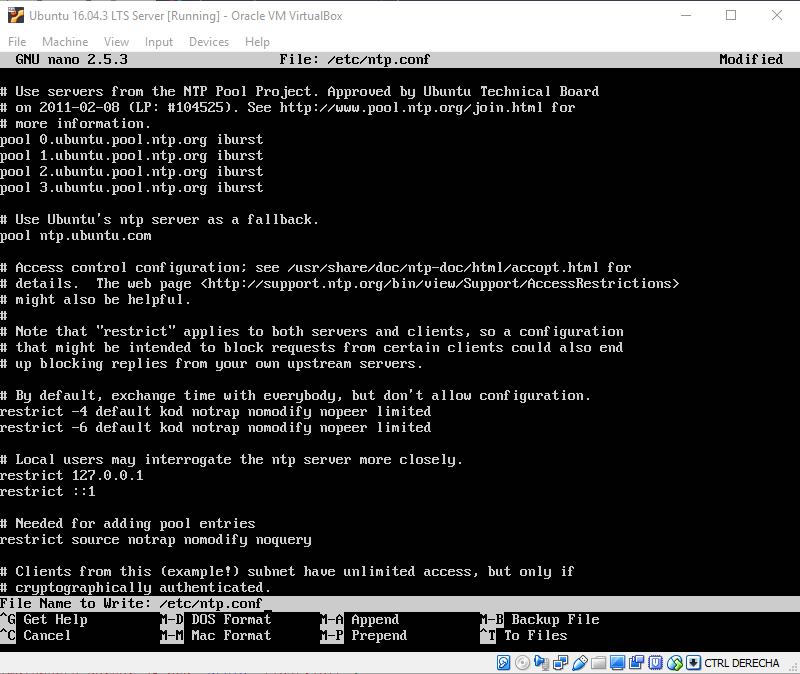 Ubuntu 16.04.3 LTS Server [Running] - Oracle VM VirtualBox
File Machine View Input Devices Help
GNU nano 2.5.3 File: /etc/ntp.conf Modified
# Use servers from the NTP Pool Project. Approved by Ubuntu Technical Board
# on 2011-02-08 (LP: #104525). See http://www.pool.ntp.org/join.html for
# more information.
pool 0.ubuntu.pool.ntp.org iburst
pool 1.ubuntu.pool.ntp.org iburst
pool 2.ubuntu.pool.ntp.org iburst
pool 3.ubuntu.pool.ntp.org iburst
# Use Ubuntu's ntp server as a fallback.
pool ntp.ubuntu.com
# Access control configuration; see /usr/share/doc/ntp-doc/html/accopt.html for
# details.  The web page <http://support.ntp.org/bin/view/Support/AccessRestrictions>
# might also be helpful.
#
# Note that "restrict" applies to both servers and clients, so a configuration
# that might be intended to block requests from certain clients could also end
# up blocking replies from your own upstream servers.
# By default, exchange time with everybody, but don't allow configuration.
restrict -4 default kod notrap nomodify nopeer limited
restrict -6 default kod notrap nomodify nopeer limited
# Local users may interrogate the ntp server more closely.
restrict 127.0.0.1
restrict ::1
# Needed for adding pool entries
restrict source notrap nomodify noquery
# Clients from this (example!) subnet have unlimited access, but only if
# cryptographically authenticated.
File Name to Write: /etc/ntp.conf
^G Get Help M-D DOS Format M-A Append M-B Backup File
^C Cancel M-M Mac Format M-P Prepend ^T To Files
CTRL DERECHA